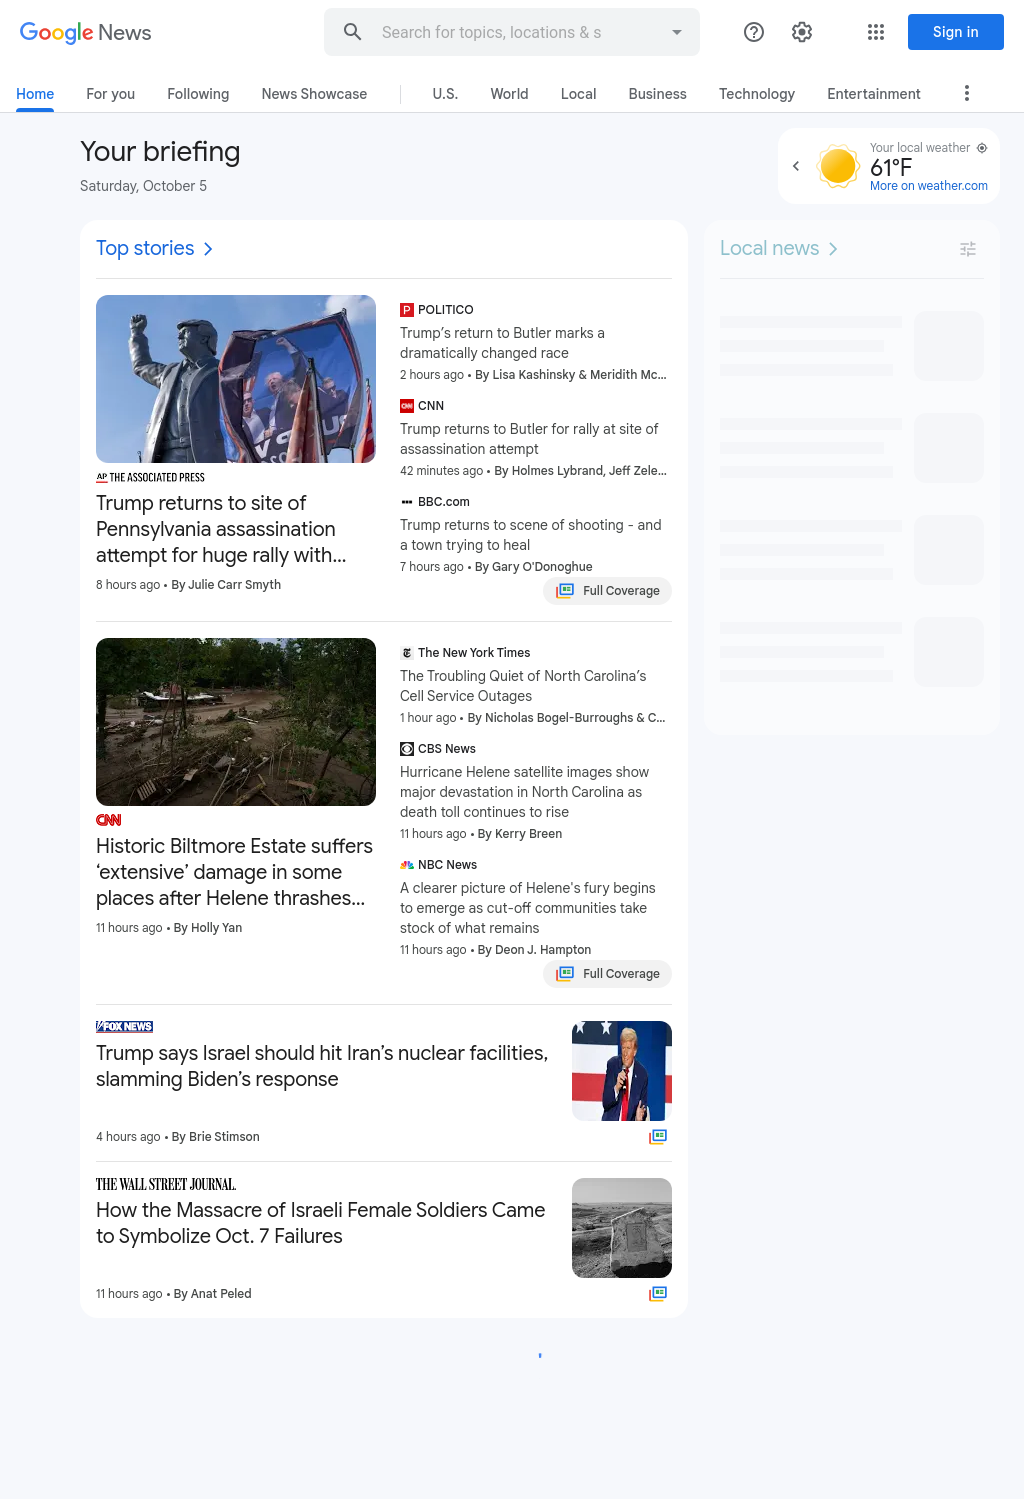 Google News
Search for topics, locations & s
Sign in
Home
For you
Following
News Showcase
U.S.
World
Local
Business
Technology
Entertainment
Your briefing
Saturday, October 5
Your local weather
61°F
More on weather.com
Top stories
THE ASSOCIATED PRESS
AP
Trump returns to site of
Pennsylvania assassination
attempt for huge rally with...
8 hours ago • By Julie Carr Smyth
POLITICO
Trump’s return to Butler marks a
dramatically changed race
2 hours ago • By Lisa Kashinsky & Meridith Mc...
CNN
Trump returns to Butler for rally at site of
assassination attempt
42 minutes ago • By Holmes Lybrand, Jeff Zele...
BBC.com
Trump returns to scene of shooting - and
a town trying to heal
7 hours ago • By Gary O'Donoghue
Full Coverage
CNN
Historic Biltmore Estate suffers
‘extensive’ damage in some
places after Helene thrashes...
11 hours ago • By Holly Yan
The New York Times
The Troubling Quiet of North Carolina’s
Cell Service Outages
1 hour ago • By Nicholas Bogel-Burroughs & C...
CBS News
Hurricane Helene satellite images show
major devastation in North Carolina as
death toll continues to rise
11 hours ago • By Kerry Breen
NBC News
A clearer picture of Helene's fury begins
to emerge as cut-off communities take
stock of what remains
11 hours ago • By Deon J. Hampton
Full Coverage
FOX NEWS
Trump says Israel should hit Iran’s nuclear facilities,
slamming Biden’s response
4 hours ago • By Brie Stimson
THE WALL STREET JOURNAL.
How the Massacre of Israeli Female Soldiers Came
to Symbolize Oct. 7 Failures
11 hours ago • By Anat Peled
Local news